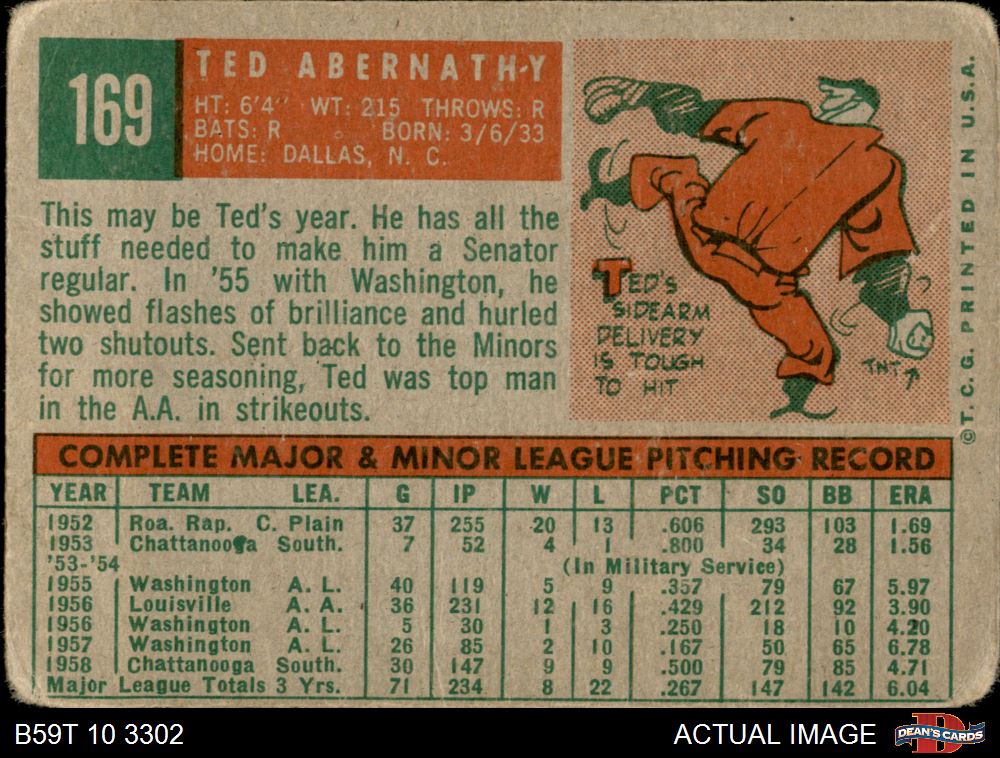 169
TED ABERNATHY
HT: 6'4" WT: 215 THROWS: R
BATS: R BORN: 3/6/33
HOME: DALLAS, N. C.
This may be Ted's year. He has all the
stuff needed to make him a Senator
regular. In '55 with Washington, he
showed flashes of brilliance and hurled
two shutouts. Sent back to the Minors
for more seasoning, Ted was top man
in the A.A. in strikeouts.
TED'S
SIDEARM
DELIVERY
IS TOUGH
TO HIT
TNT
© T. C. G. PRINTED IN U.S.A.
COMPLETE MAJOR & MINOR LEAGUE PITCHING RECORD
YEAR TEAM LEA. G IP W L PCT SO BB ERA
1952 Roa. Rap. C. Plain 37 255 20 13 .606 293 103 1.69
1953 Chattanooga South. 7 52 4 1 .800 34 28 1.56
'53-'54 (In Military Service)
1955 Washington A. L. 40 119 5 9 .357 79 67 5.97
1956 Louisville A. A. 36 231 12 16 .429 212 92 3.90
1956 Washington A. L. 5 30 1 3 .250 18 10 4.20
1957 Washington A. L. 26 85 2 10 .167 50 65 6.78
1958 Chattanooga South. 30 147 9 9 .500 79 85 4.71
Major League Totals 3 Yrs. 71 234 8 22 .267 147 142 6.04
B59T 10 3302
ACTUAL IMAGE
DEAN'S CARDS